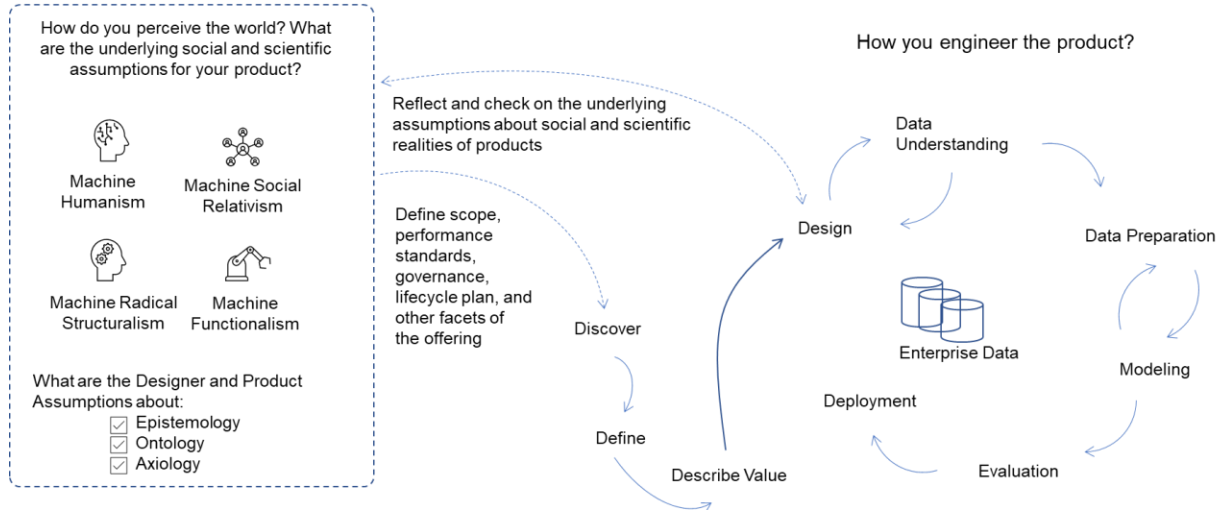 How do you perceive the world? What
are the underlying social and scientific
assumptions for your product?
Machine
Humanism
Machine Social
Relativism
Machine Radical
Structuralism
Machine
Functionalism
What are the Designer and Product
Assumptions about:
Epistemology
Ontology
Axiology
Reflect and check on the underlying
assumptions about social and scientific
realities of products
Define scope,
performance
standards,
governance,
lifecycle plan, and
other facets of
the offering
Discover
Define
Describe Value
How you engineer the product?
Design
Data
Understanding
Data Preparation
Modeling
Evaluation
Deployment
Enterprise Data